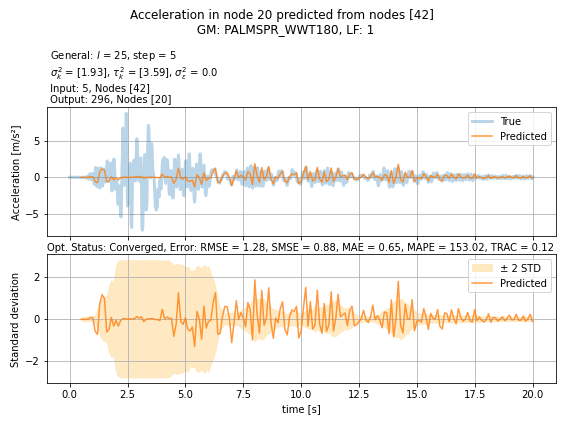 Acceleration in node 20 predicted from nodes [42]
GM: PALMSPR_WWT180, LF: 1
General: l = 25, step = 5
σ²ₖ = [1.93], τ²ₖ = [3.59], σ²ε = 0.0
Input: 5, Nodes [42]
Output: 296, Nodes [20]
True
Predicted
5
0
−5
Acceleration [m/s²]
Opt. Status: Converged, Error: RMSE = 1.28, SMSE = 0.88, MAE = 0.65, MAPE = 153.02, TRAC = 0.12
± 2 STD
Predicted
2
0
−2
Standard deviation
0.0 2.5 5.0 7.5 10.0 12.5 15.0 17.5 20.0
time [s]